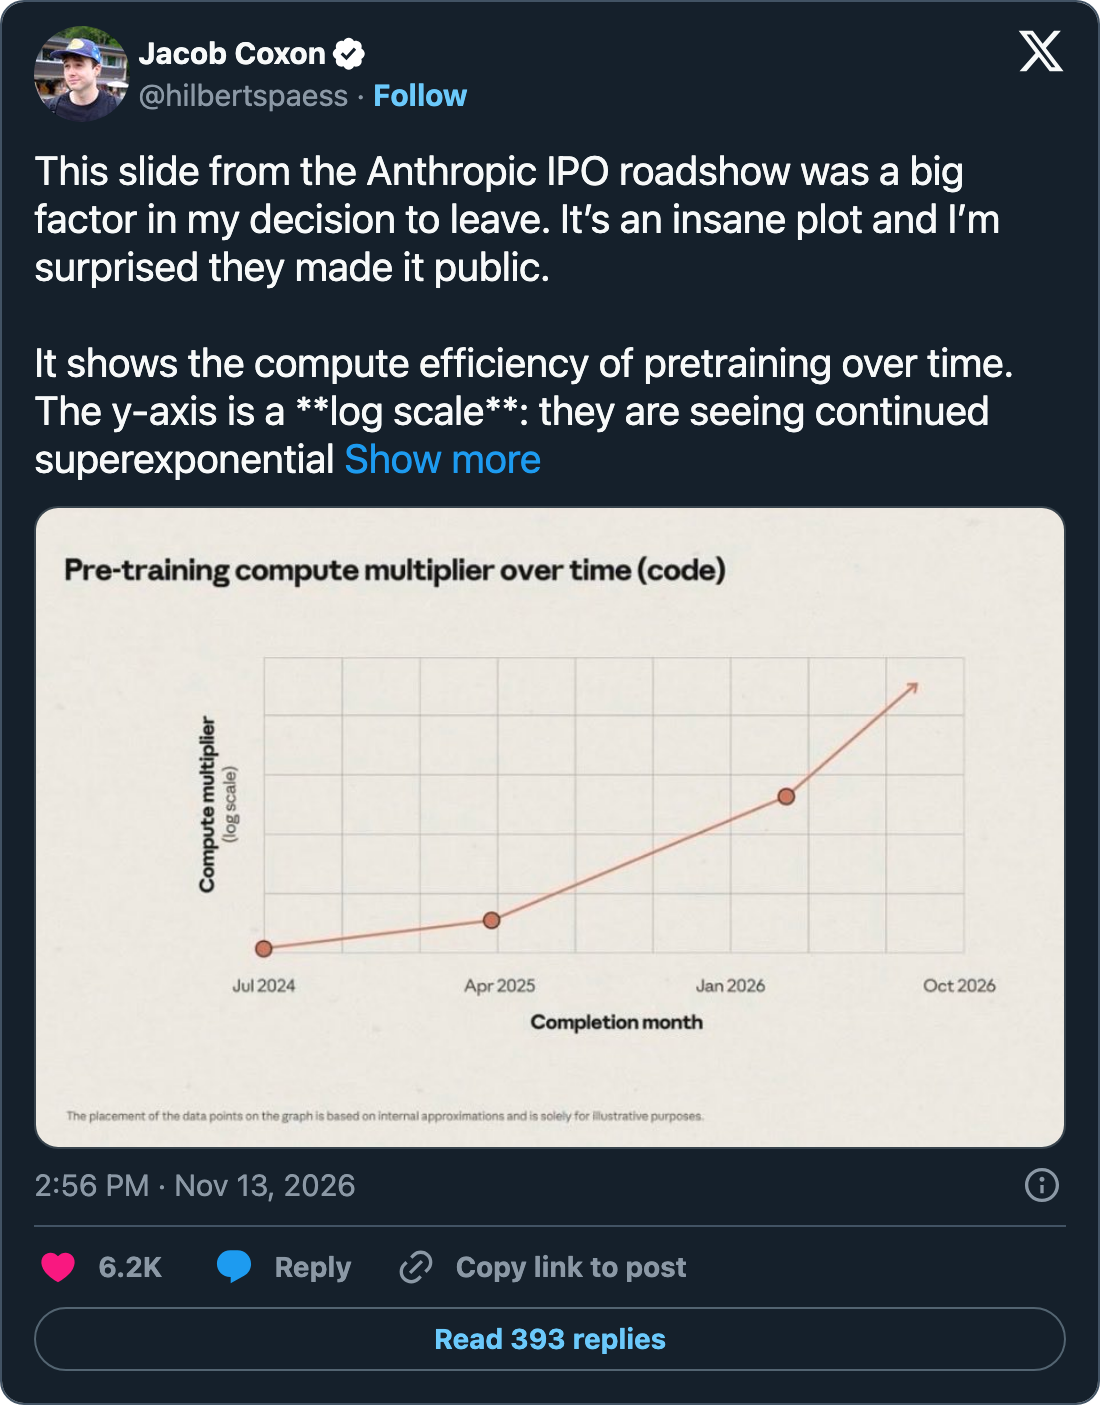 Jacob Coxon
@hilbertspaess · Follow
This slide from the Anthropic IPO roadshow was a big
factor in my decision to leave. It’s an insane plot and I’m
surprised they made it public.
It shows the compute efficiency of pretraining over time.
The y-axis is a **log scale**: they are seeing continued
superexponential Show more
Pre-training compute multiplier over time (code)
Compute multiplier
(log scale)
Jul 2024
Apr 2025
Jan 2026
Oct 2026
Completion month
The placement of the data points on the graph is based on internal approximations and is solely for illustrative purposes.
2:56 PM · Nov 13, 2026
6.2K
Reply
Copy link to post
Read 393 replies